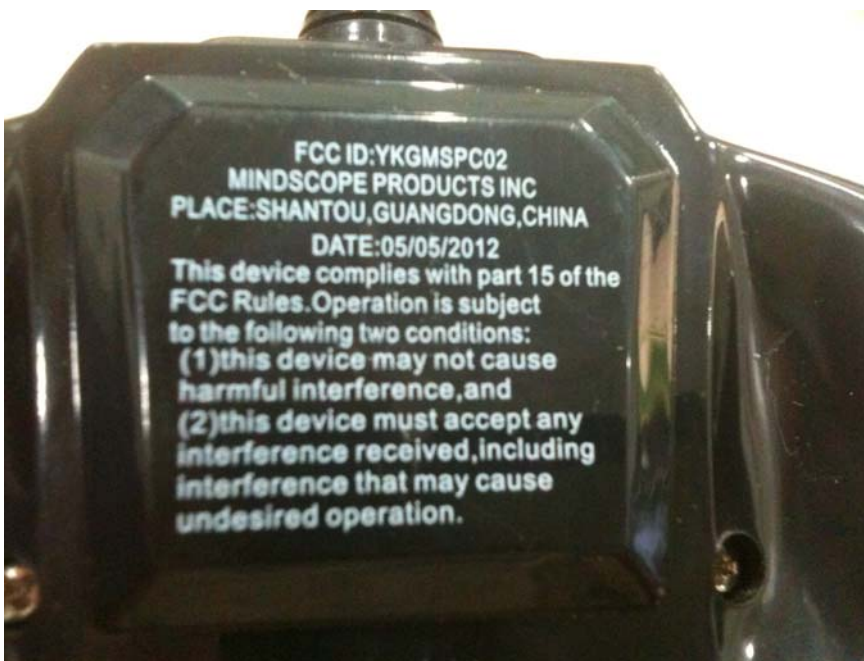 FCC ID:YKGMSPC02
MINDSCOPE PRODUCTS INC
PLACE:SHANTOU,GUANGDONG,CHINA
DATE:05/05/2012
This device complies with part 15 of the
FCC Rules.Operation is subject
to the following two conditions:
(1)this device may not cause
harmful interference,and
(2)this device must accept any
interference received,including
interference that may cause
undesired operation.